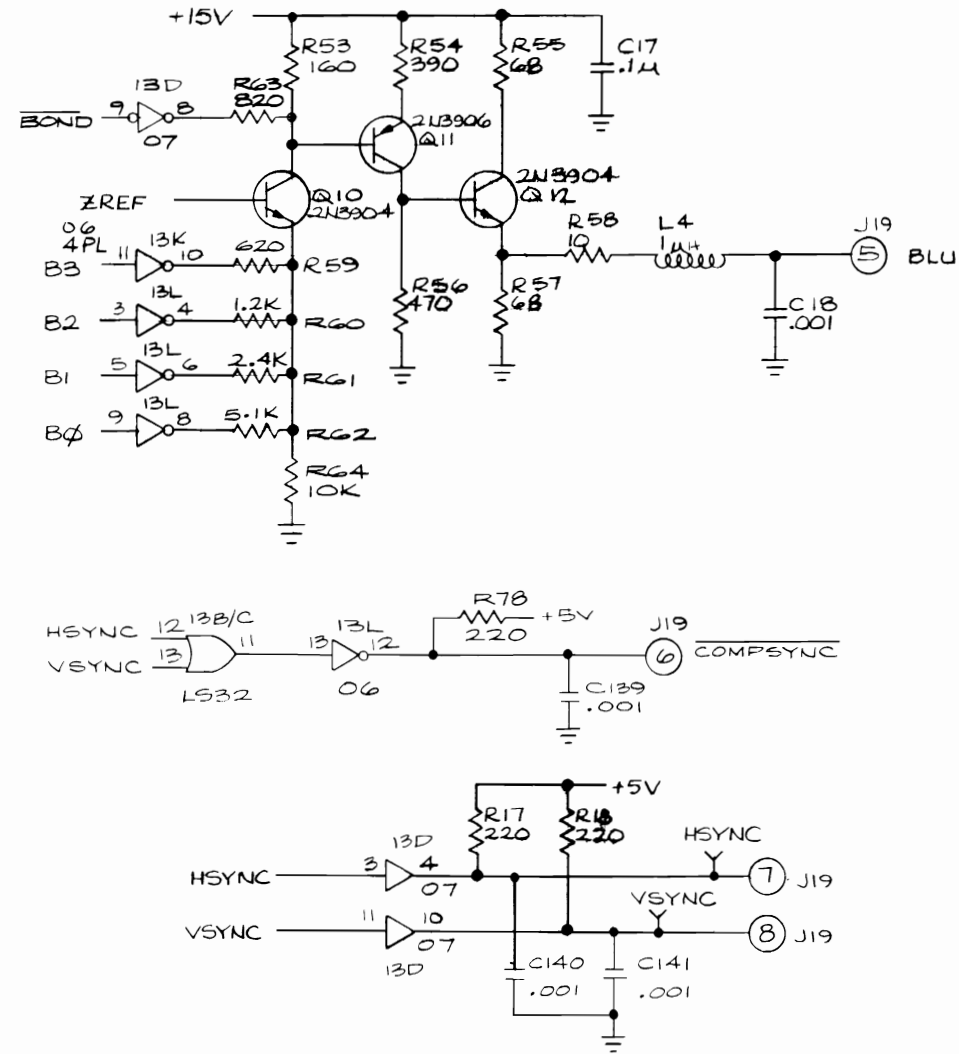 +15V
R53
160
R54
390
R55
68
C17
.1μ
13D
R63
820
BOND
9
8
07
2N3906
Q11
2N3904
Q12
ZREF
Q10
2N3904
06
4PL
13K
B3
11
10
620
R59
R58
10
L4
1μH
J19
5
BLU
13L
B2
3
4
1.2K
R60
R56
470
R57
68
C18
.001
13L
B1
5
6
2.4K
R61
13L
BØ
9
8
5.1K
R62
R64
10K
R78
220
+5V
HSYNC
12
13B/C
11
VSYNC
13
LS32
13
13L
12
06
J19
6
COMPSYNC
C139
.001
+5V
R17
220
R18
220
HSYNC
HSYNC
3
13D
4
07
7
J19
VSYNC
VSYNC
11
10
07
13D
8
J19
C140
.001
C141
.001